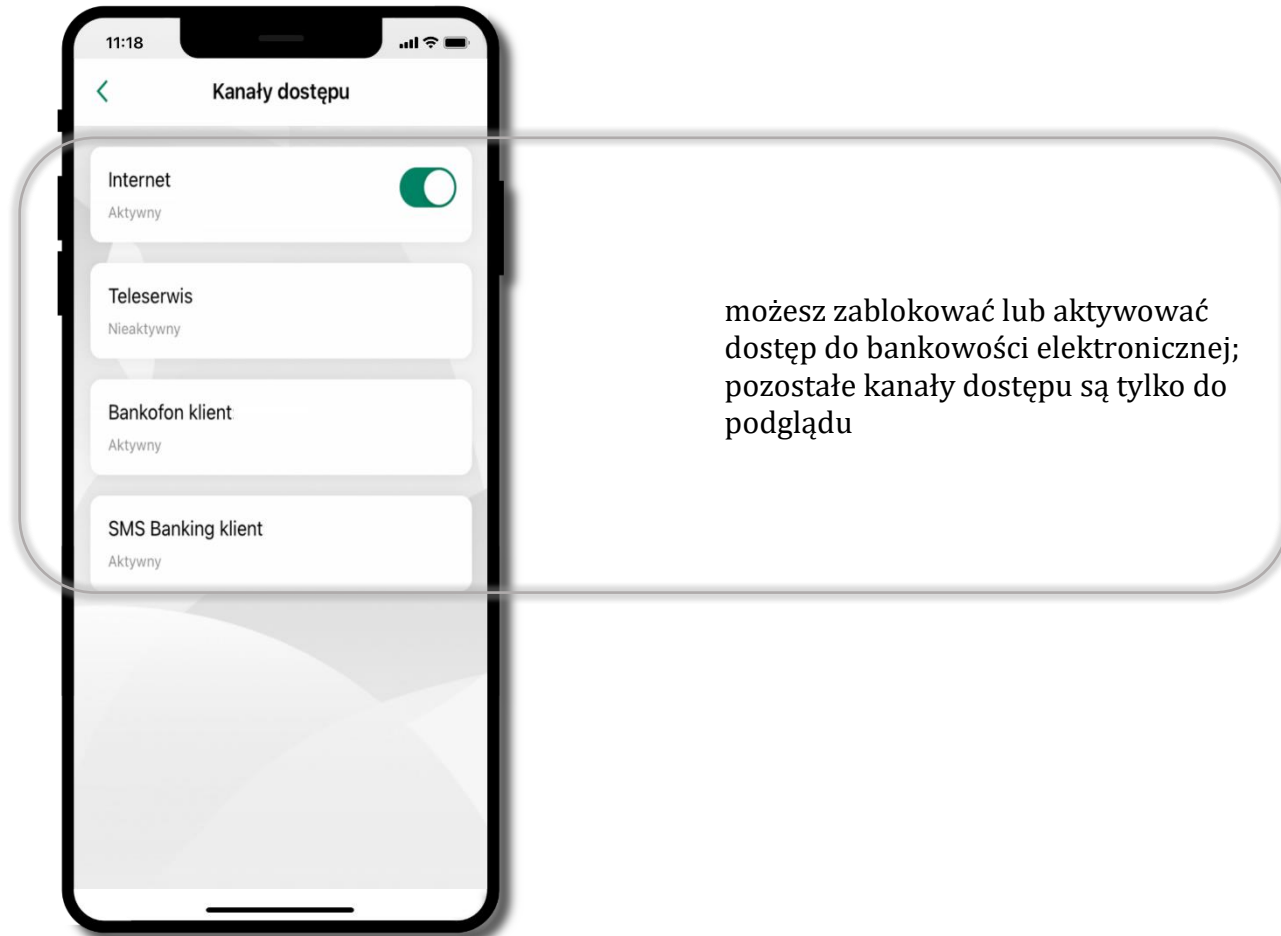 11:18
Kanały dostępu
Internet
Aktywny
Teleserwis
Nieaktywny
Bankofon klient
Aktywny
SMS Banking klient
Aktywny
możesz zablokować lub aktywować
dostęp do bankowości elektronicznej;
pozostałe kanały dostępu są tylko do
podglądu